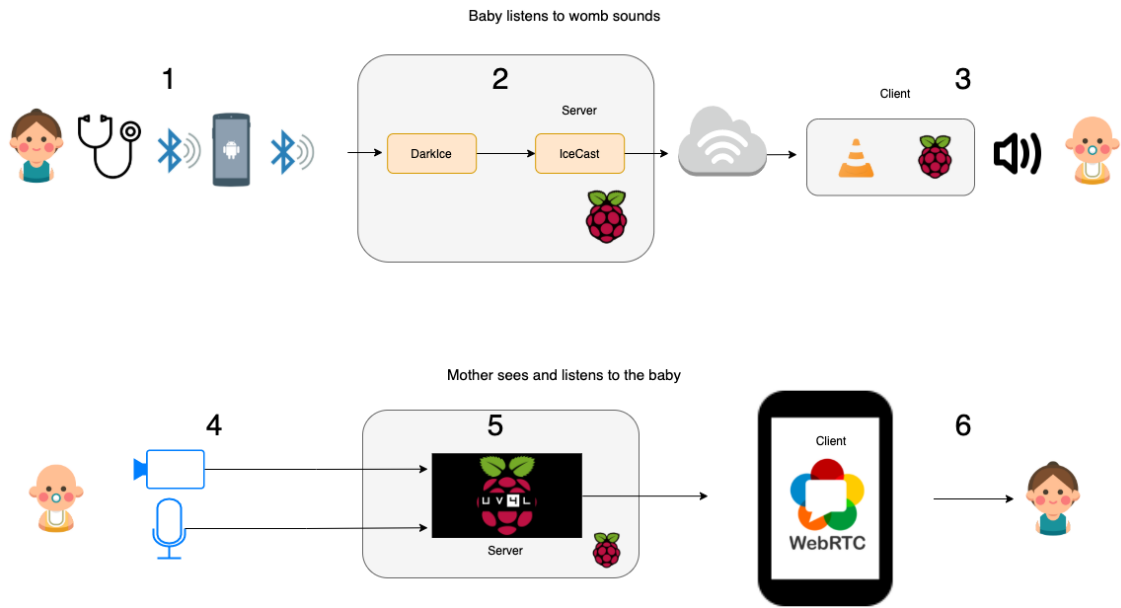 Baby listens to womb sounds
1
2
3
Client
Server
DarkIce
IceCast
Mother sees and listens to the baby
4
5
6
Client
UV4L
WebRTC
Server